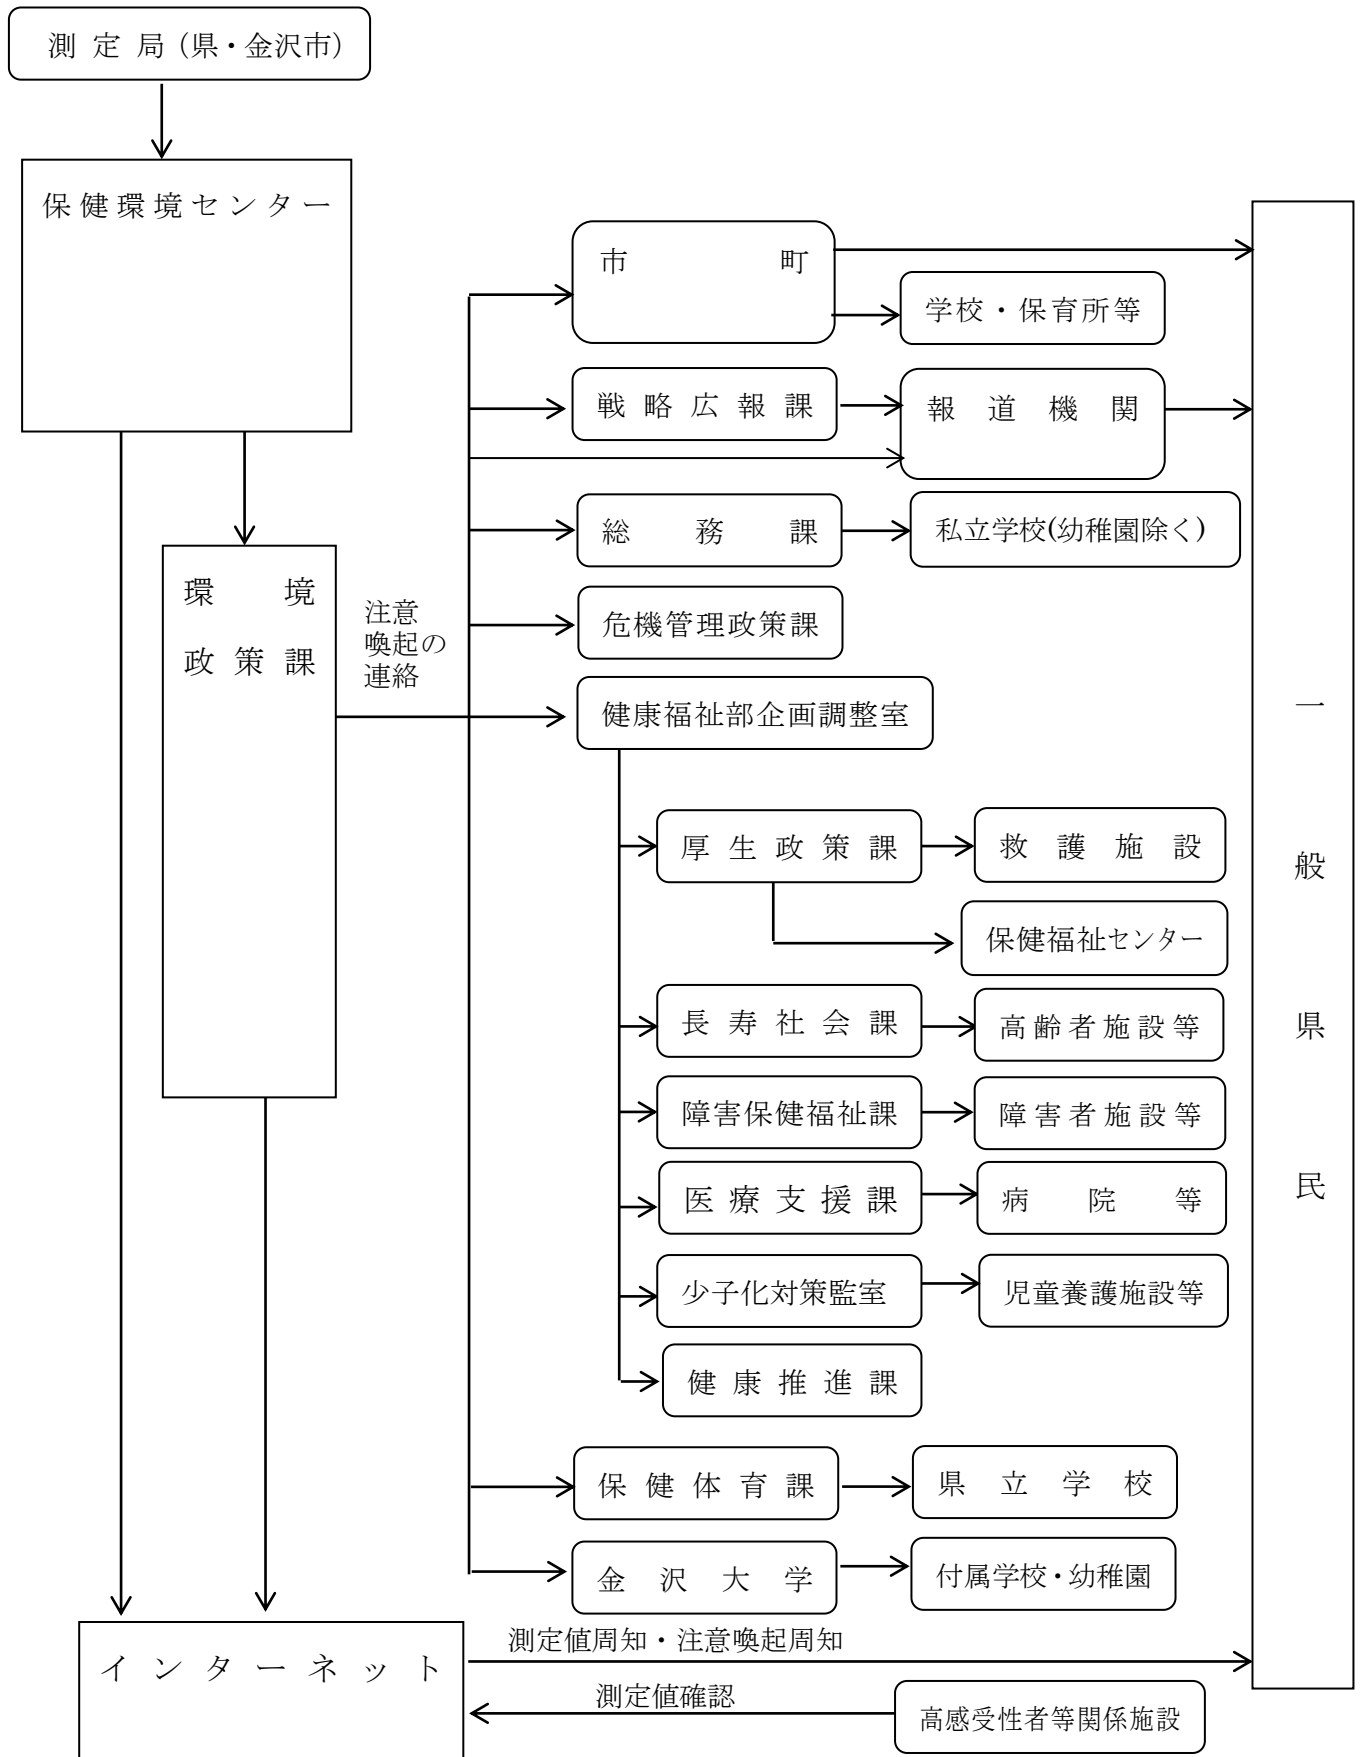 測定局（県・金沢市）
保健環境センター
市町
学校・保育所等
戦略広報課
報道機関
総務課
私立学校(幼稚園除く)
環境
政策課
注意
喚起の
連絡
危機管理政策課
健康福祉部企画調整室
厚生政策課
救護施設
保健福祉センター
長寿社会課
高齢者施設等
障害保健福祉課
障害者施設等
医療支援課
病院等
少子化対策監室
児童養護施設等
健康推進課
保健体育課
県立学校
金沢大学
付属学校・幼稚園
一般県民
インターネット
測定値周知・注意喚起周知
測定値確認
高感受性者等関係施設